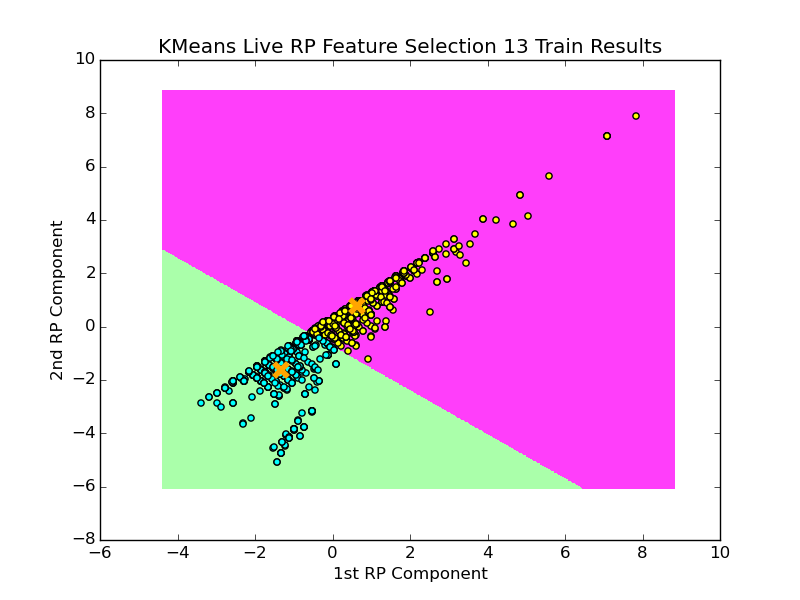 KMeans Live RP Feature Selection 13 Train Results
10
8
6
4
2
0
−2
−4
−6
−8
2nd RP Component
−6 −4 −2 0 2 4 6 8 10
1st RP Component